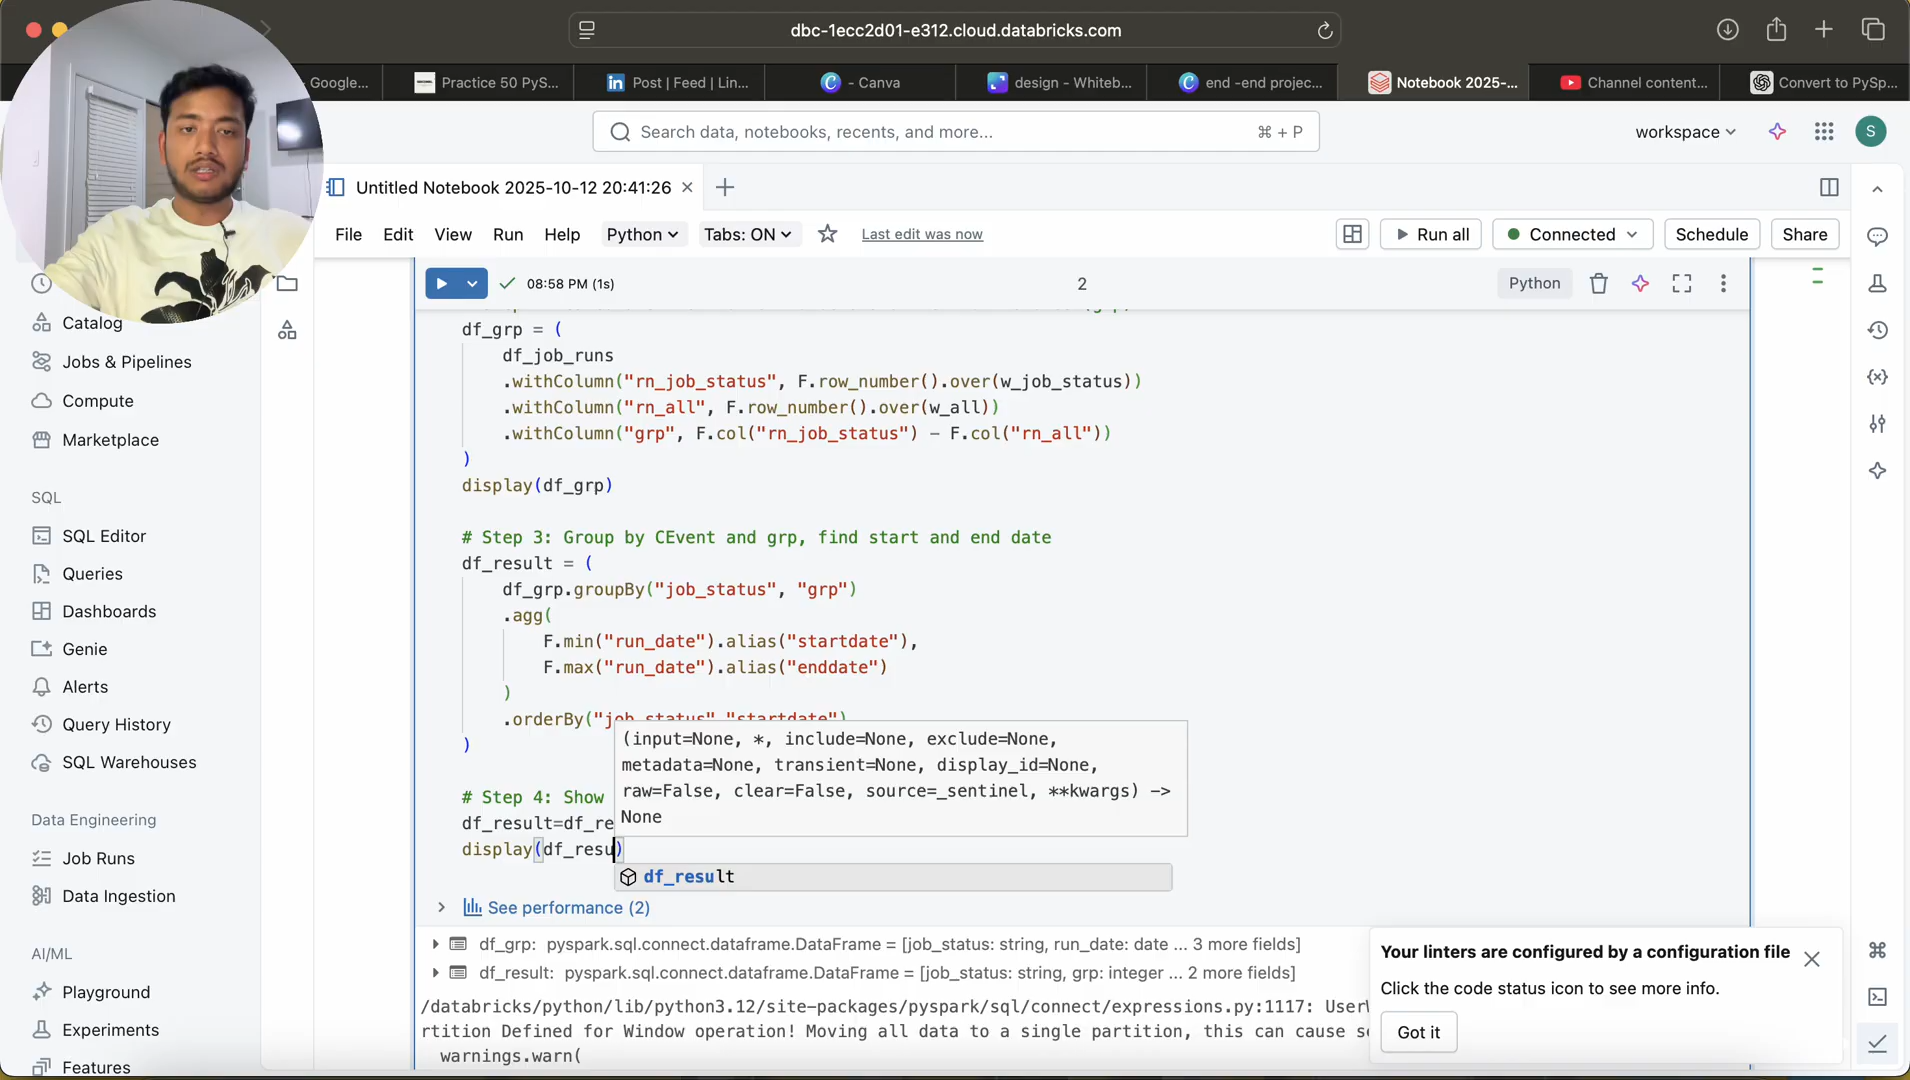 dbc-1ecc2d01-e312.cloud.databricks.com
- Google...
Practice 50 PyS...
Post | Feed | Lin...
- Canva
design - Whiteb...
end -end projec...
Notebook 2025-...
Channel content...
Convert to PySp...
Search data, notebooks, recents, and more...
⌘ + P
workspace
S
Untitled Notebook 2025-10-12 20:41:26
File
Edit
View
Run
Help
Python
Tabs: ON
Last edit was now
Run all
Connected
Schedule
Share
08:58 PM (1s)
2
Python
Catalog
Jobs & Pipelines
Compute
Marketplace
SQL
SQL Editor
Queries
Dashboards
Genie
Alerts
Query History
SQL Warehouses
Data Engineering
Job Runs
Data Ingestion
AI/ML
Playground
Experiments
Features
df_grp = (
df_job_runs
.withColumn("rn_job_status", F.row_number().over(w_job_status))
.withColumn("rn_all", F.row_number().over(w_all))
.withColumn("grp", F.col("rn_job_status") - F.col("rn_all"))
)
display(df_grp)
# Step 3: Group by CEvent and grp, find start and end date
df_result = (
df_grp.groupBy("job_status", "grp")
.agg(
F.min("run_date").alias("startdate"),
F.max("run_date").alias("enddate")
)
.orderBy("job_status","startdate")
)
(input=None, *, include=None, exclude=None,
metadata=None, transient=None, display_id=None,
raw=False, clear=False, source=_sentinel, **kwargs) ->
None
# Step 4: Show
df_result=df_re
display(df_resu)
df_result
See performance (2)
df_grp: pyspark.sql.connect.dataframe.DataFrame = [job_status: string, run_date: date ... 3 more fields]
df_result: pyspark.sql.connect.dataframe.DataFrame = [job_status: string, grp: integer ... 2 more fields]
/databricks/python/lib/python3.12/site-packages/pyspark/sql/connect/expressions.py:1117: User
rtition Defined for Window operation! Moving all data to a single partition, this can cause se
warnings.warn(
Your linters are configured by a configuration file
Click the code status icon to see more info.
Got it